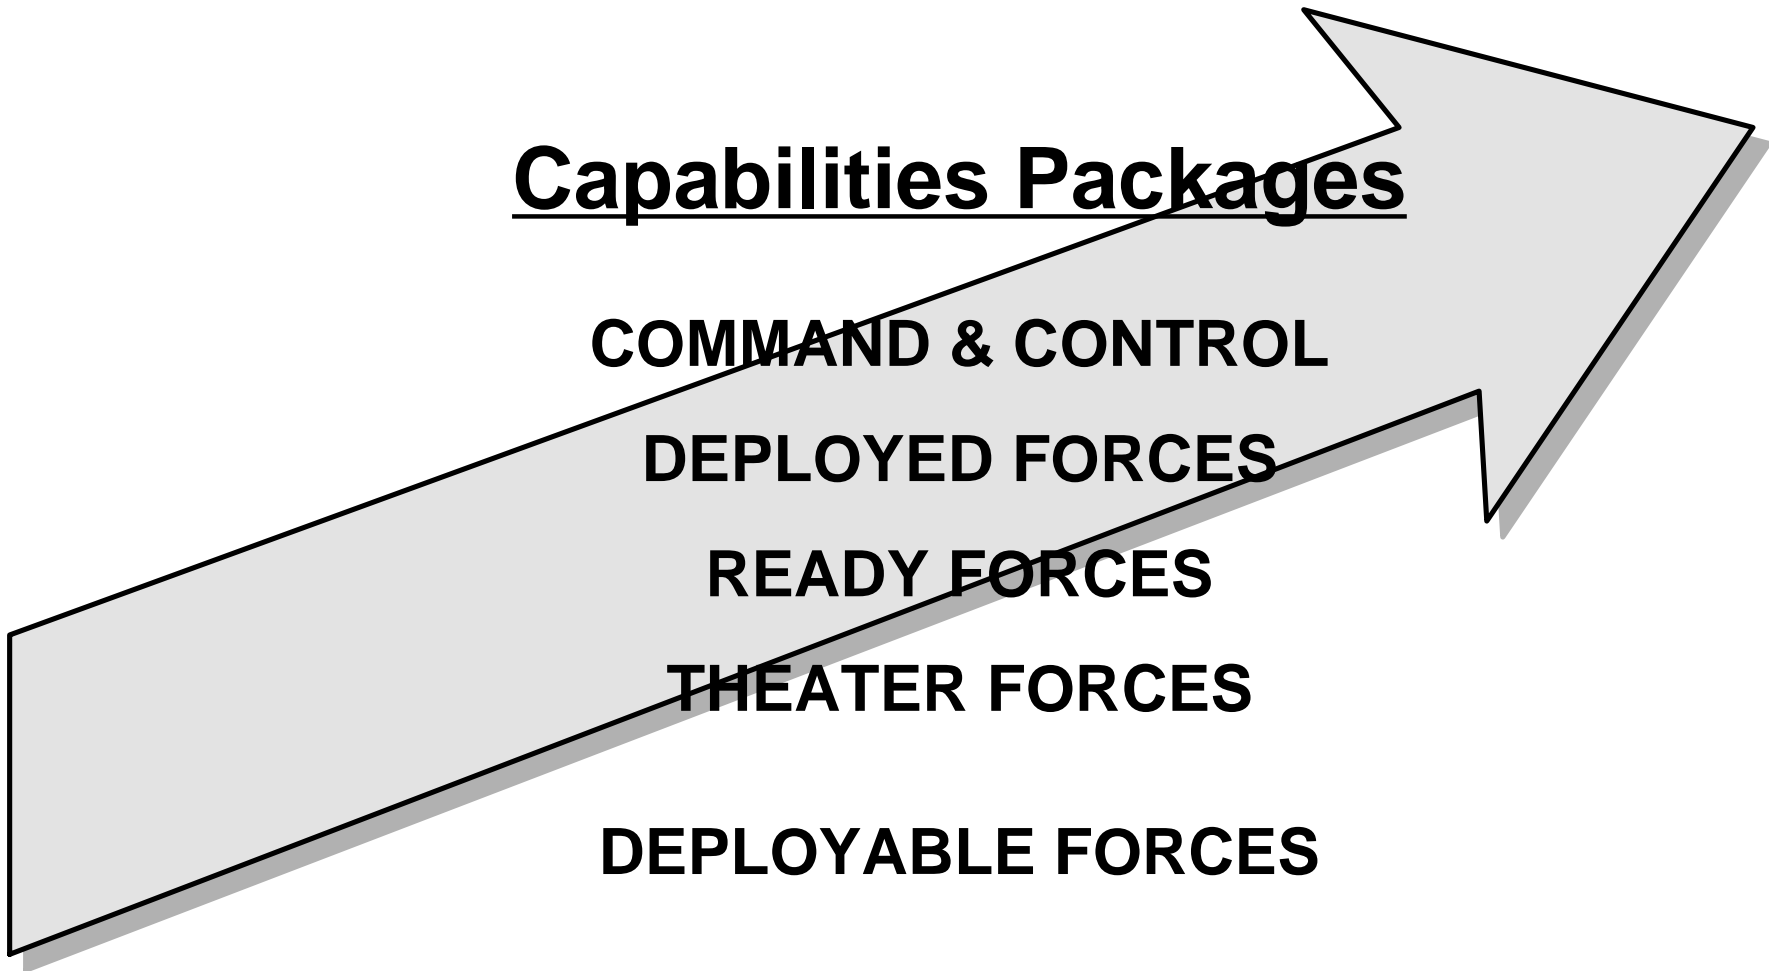 Capabilities Packages
COMMAND & CONTROL
DEPLOYED FORCES
READY FORCES
THEATER FORCES
DEPLOYABLE FORCES